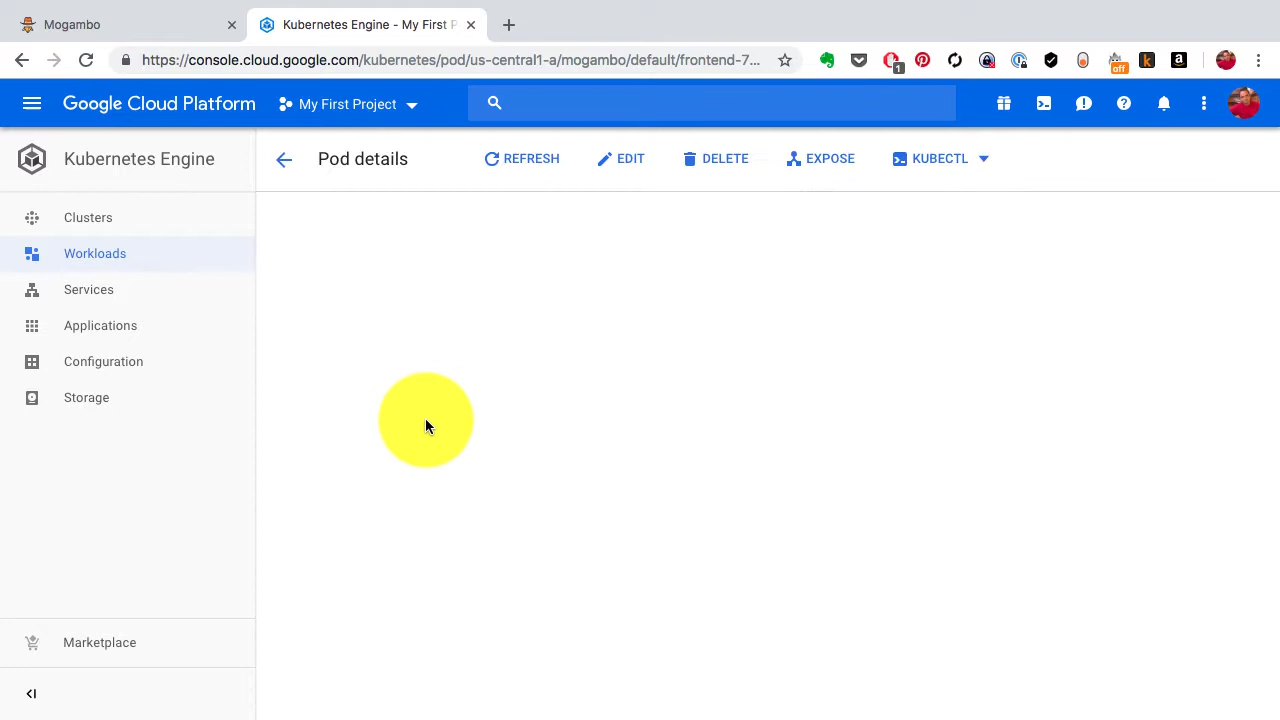 Mogambo
Kubernetes Engine - My First P
https://console.cloud.google.com/kubernetes/pod/us-central1-a/mogambo/default/frontend-7...
1
off
k
a
Google Cloud Platform
My First Project
Kubernetes Engine
Pod details
REFRESH
EDIT
DELETE
EXPOSE
KUBECTL
Clusters
Workloads
Services
Applications
Configuration
Storage
Marketplace